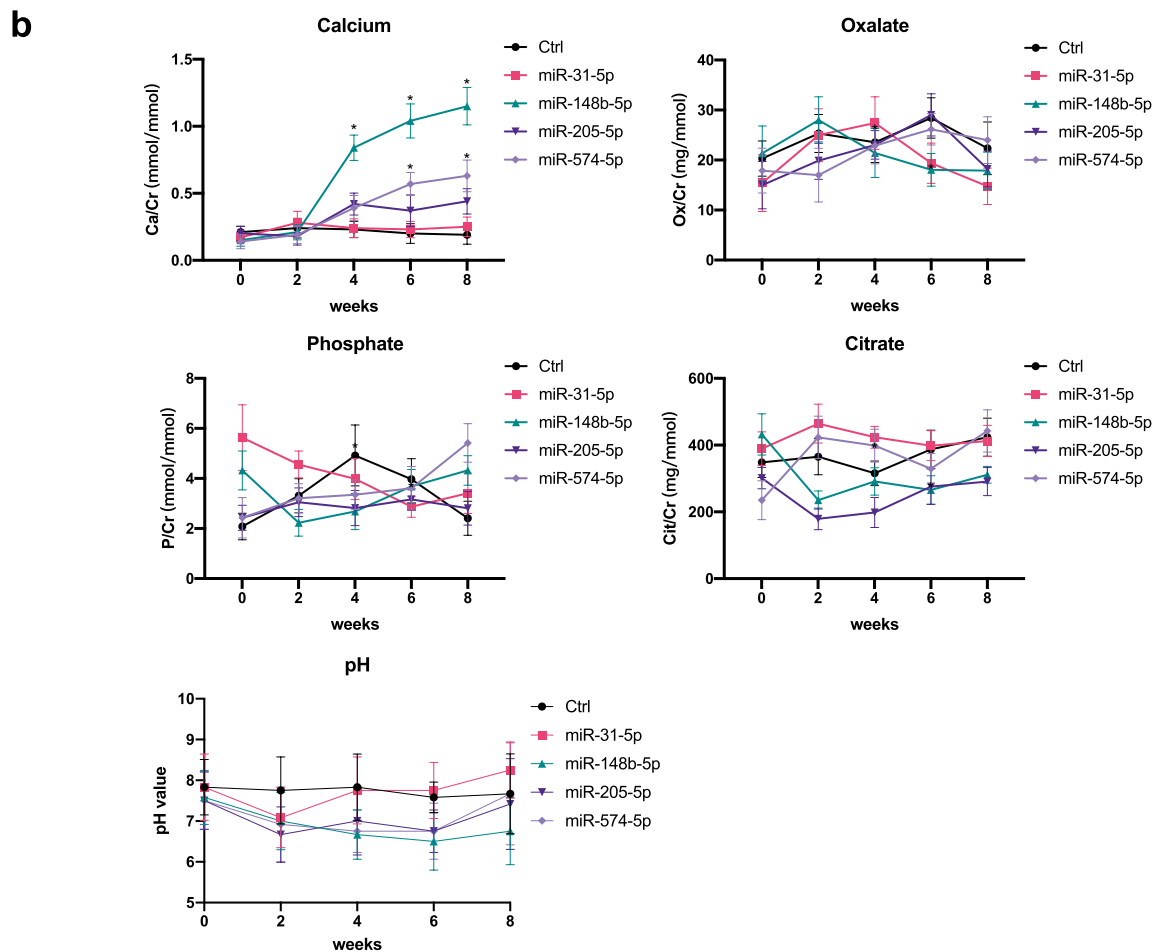 b
Calcium
Ca/Cr (mmol/mmol)
1.5
1.0
0.5
0.0
* * *
* *
0 2 4 6 8
weeks
Ctrl
miR-31-5p
miR-148b-5p
miR-205-5p
miR-574-5p
Oxalate
Ox/Cr (mg/mmol)
40
30
20
10
0
0 2 4 6 8
weeks
Ctrl
miR-31-5p
miR-148b-5p
miR-205-5p
miR-574-5p
Phosphate
P/Cr (mmol/mmol)
8
6
4
2
0
*
0 2 4 6 8
weeks
Ctrl
miR-31-5p
miR-148b-5p
miR-205-5p
miR-574-5p
Citrate
Cit/Cr (mg/mmol)
600
400
200
0
0 2 4 6 8
weeks
Ctrl
miR-31-5p
miR-148b-5p
miR-205-5p
miR-574-5p
pH
pH value
10
9
8
7
6
5
0 2 4 6 8
weeks
Ctrl
miR-31-5p
miR-148b-5p
miR-205-5p
miR-574-5p